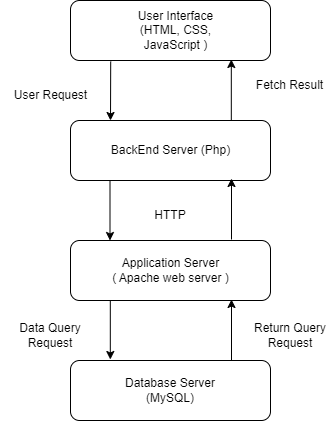 User Interface
(HTML, CSS,
JavaScript )
User Request
Fetch Result
BackEnd Server (Php)
HTTP
Application Server
( Apache web server )
Data Query
Request
Return Query
Request
Database Server
(MySQL)